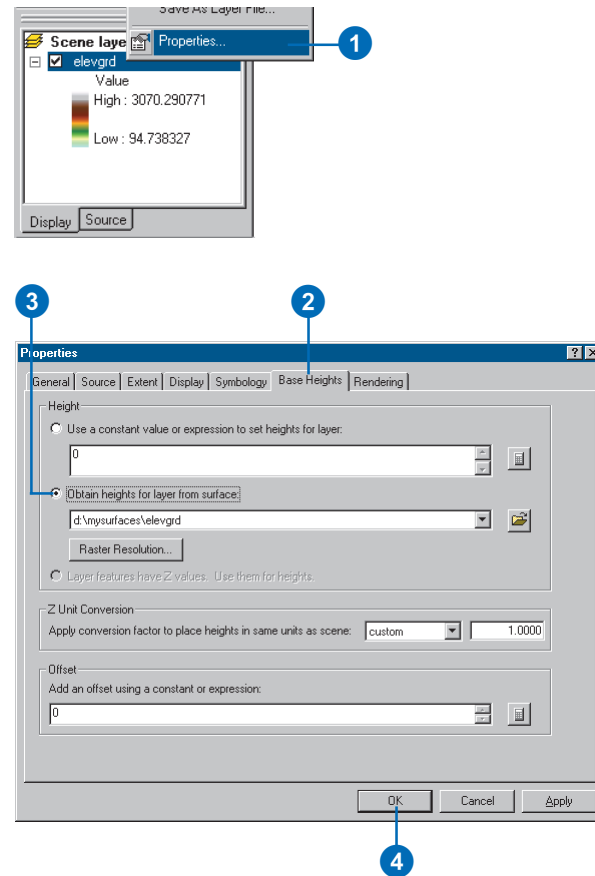 Save As Layer File...
Properties...
1
Scene laye
elevgrd
Value
High : 3070.290771
Low : 94.738327
Display Source
3 2
Properties
General Source Extent Display Symbology Base Heights Rendering
Height
Use a constant value or expression to set heights for layer:
0
Obtain heights for layer from surface:
d:\mysurfaces\elevgrd
Raster Resolution...
Layer features have Z values. Use them for heights.
Z Unit Conversion
Apply conversion factor to place heights in same units as scene: custom 1.0000
Offset
Add an offset using a constant or expression:
0
OK Cancel Apply
4